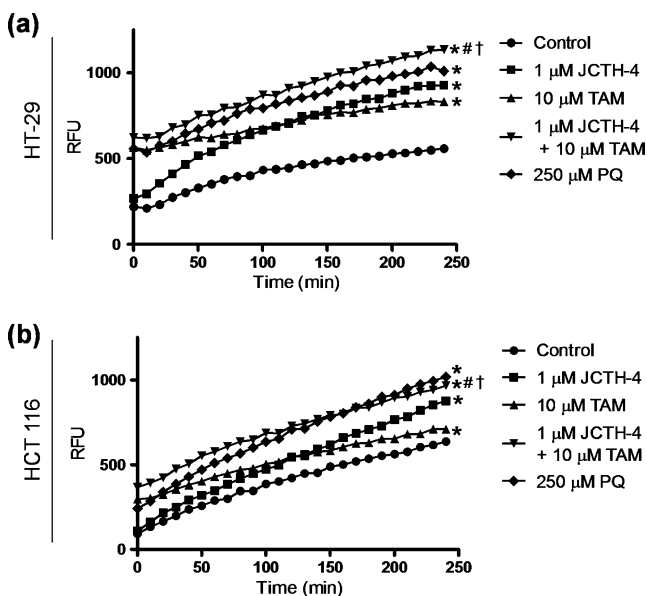 (a)
HT-29
RFU
1000
500
0
0 50 100 150 200 250
Time (min)
*#†
*
*
*
Control
1 µM JCTH-4
10 µM TAM
1 µM JCTH-4
+ 10 µM TAM
250 µM PQ
(b)
HCT 116
RFU
1000
500
0
0 50 100 150 200 250
Time (min)
*
*#†
*
*
Control
1 µM JCTH-4
10 µM TAM
1 µM JCTH-4
+ 10 µM TAM
250 µM PQ